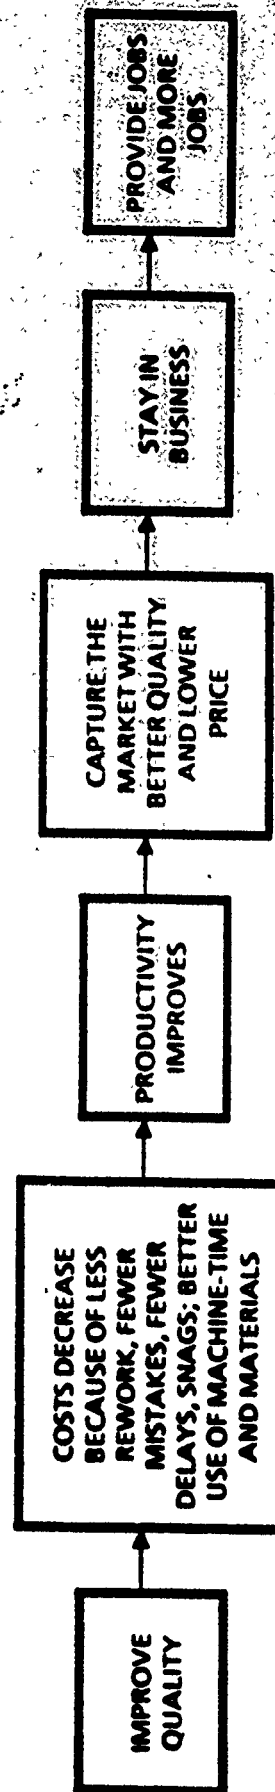 IMPROVE
QUALITY
COSTS DECREASE
BECAUSE OF LESS
REWORK, FEWER
MISTAKES, FEWER
DELAYS, SNAGS; BETTER
USE OF MACHINE-TIME
AND MATERIALS
PRODUCTIVITY
IMPROVES
CAPTURE THE
MARKET WITH
BETTER QUALITY
AND LOWER
PRICE
STAY IN
BUSINESS
PROVIDE JOBS
AND MORE
JOBS